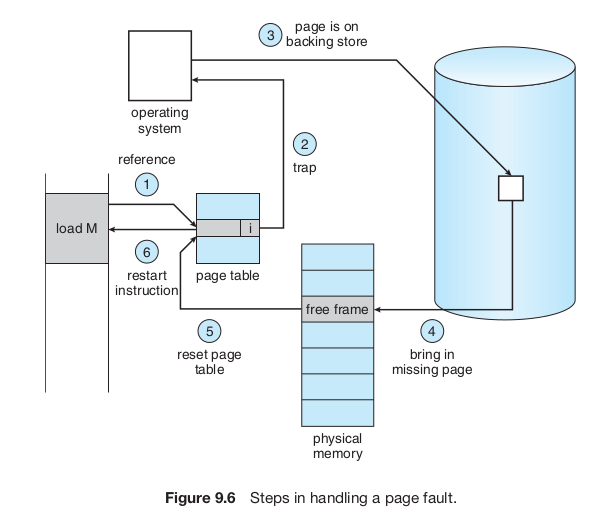 3
page is on
backing store
operating
system
2
trap
reference
1
load M
i
6
restart
instruction
page table
free frame
5
reset page
table
4
bring in
missing page
physical
memory
Figure 9.6 Steps in handling a page fault.